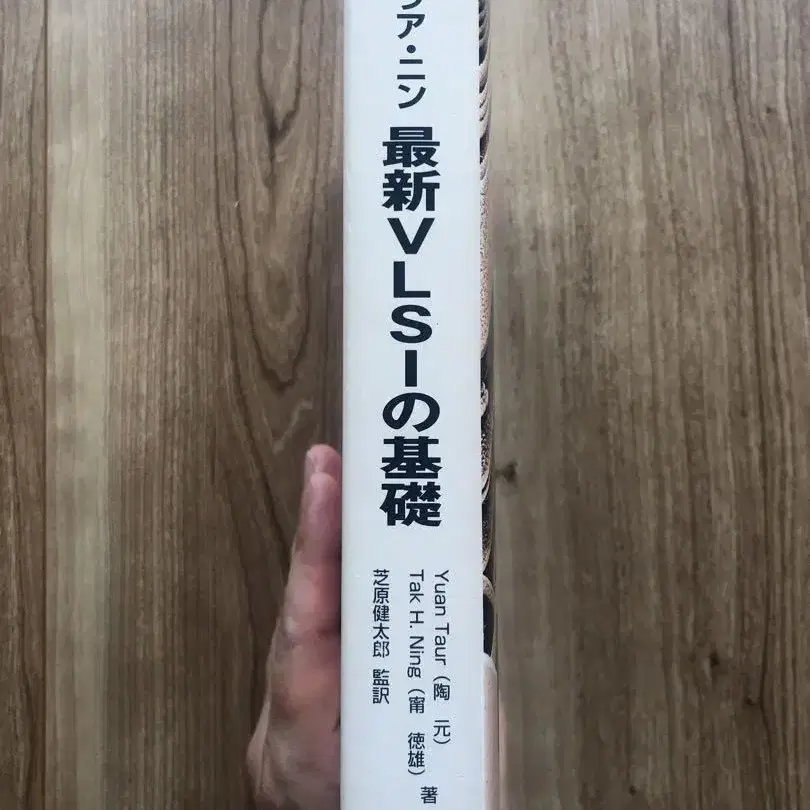 ア・ニン 最新VLSIの基礎
Yuan Taur(陶 元)
Tak H. Ning(甯 徳雄) 著
芝原健太郎 監訳